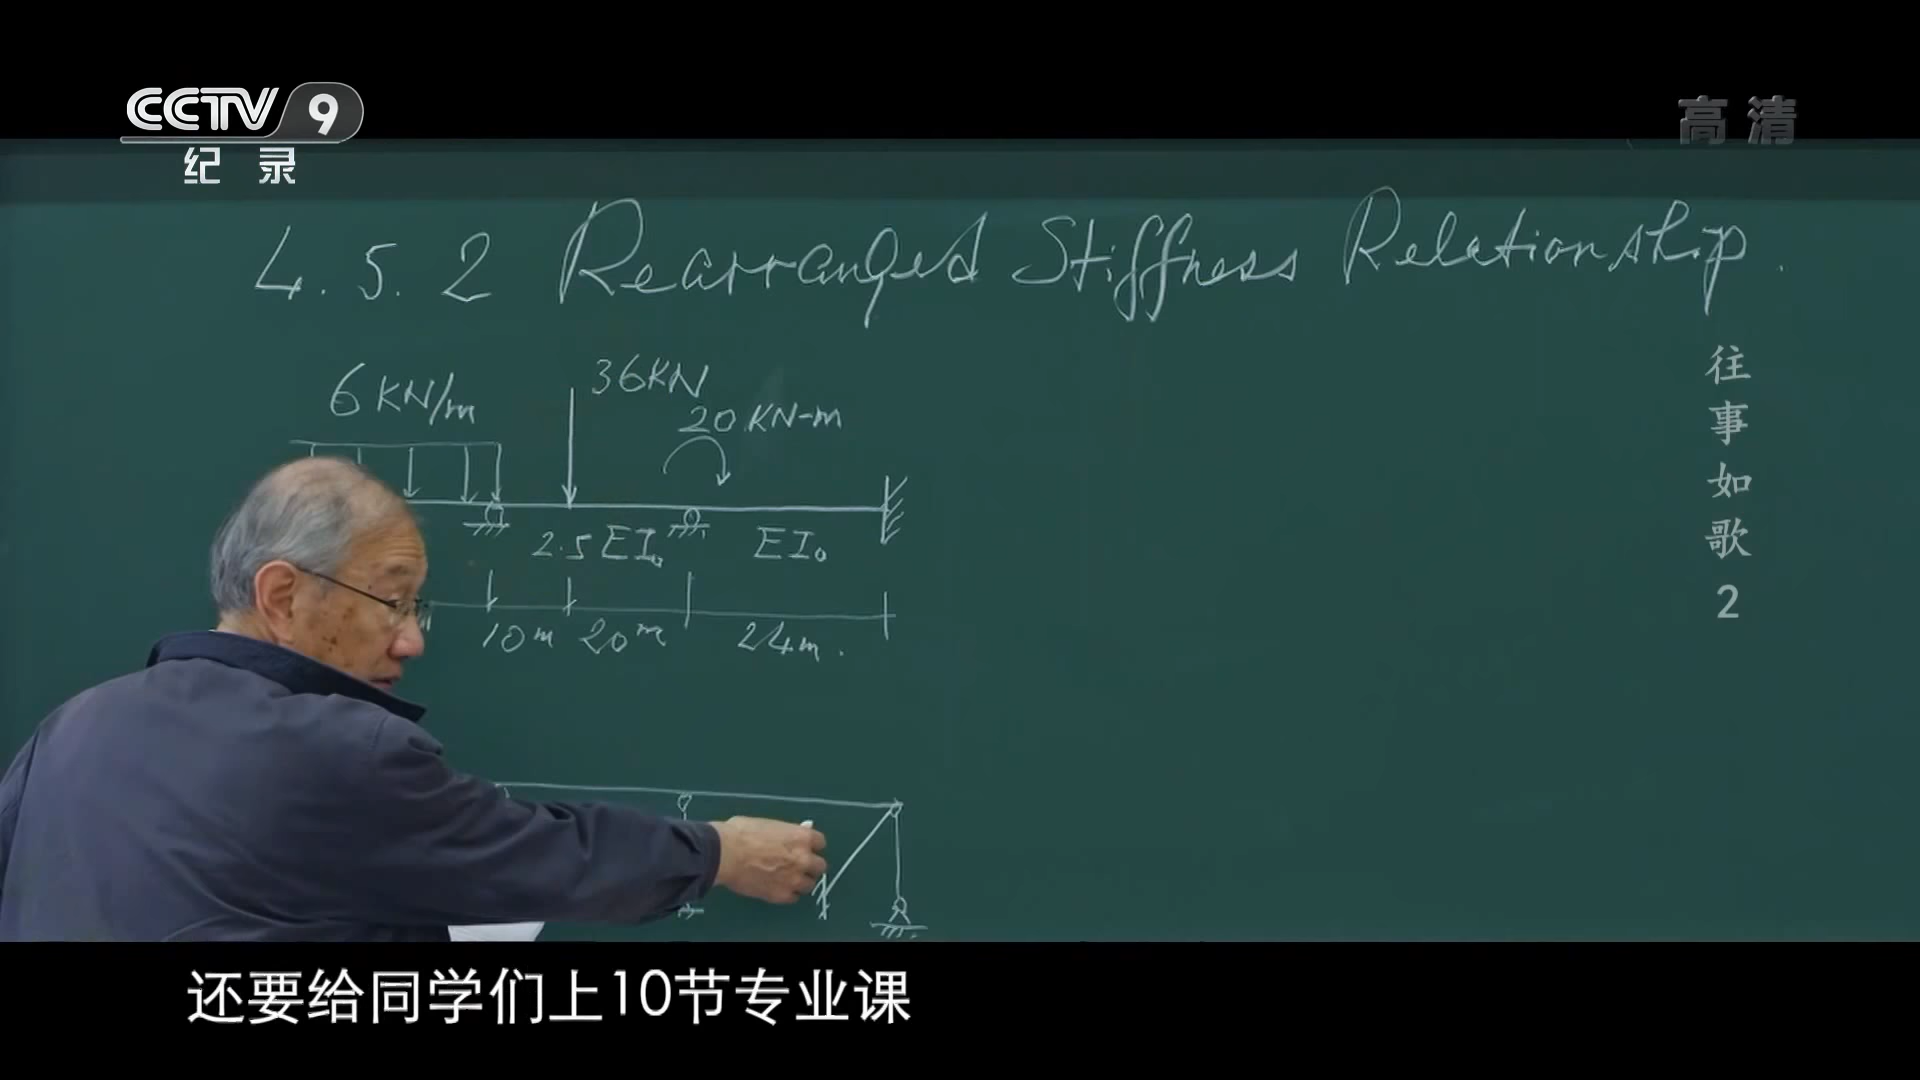 CCTV 9
纪录
高清
4.5.2 Rearranged Stiffness Relationship.
6 KN/m
36KN
20 KN-m
2.5 EI₀
EI₀
10m 20m 24m.
往事如歌2
还要给同学们上10节专业课